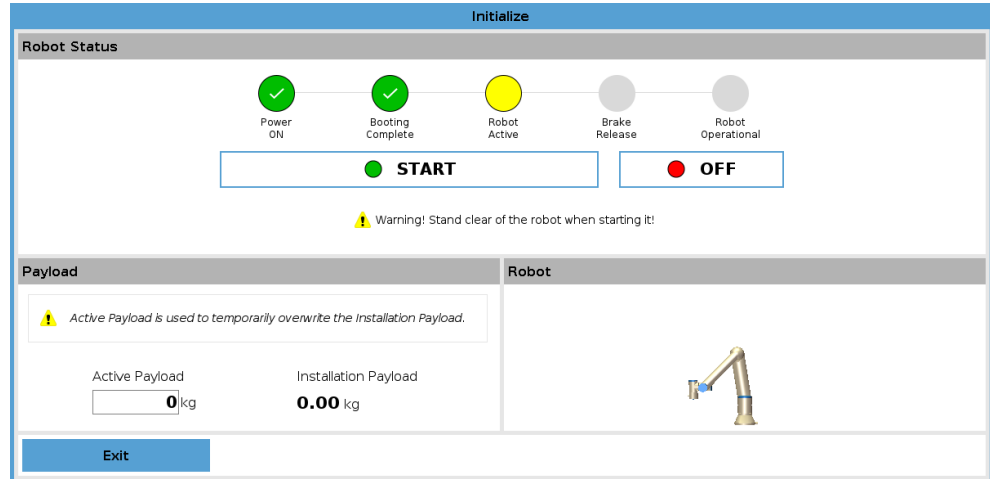 Initialize
Robot Status
Power
ON
Booting
Complete
Robot
Active
Brake
Release
Robot
Operational
START
OFF
Warning! Stand clear of the robot when starting it!
Payload
Active Payload is used to temporarily overwrite the Installation Payload.
Active Payload
0 kg
Installation Payload
0.00 kg
Robot
Exit